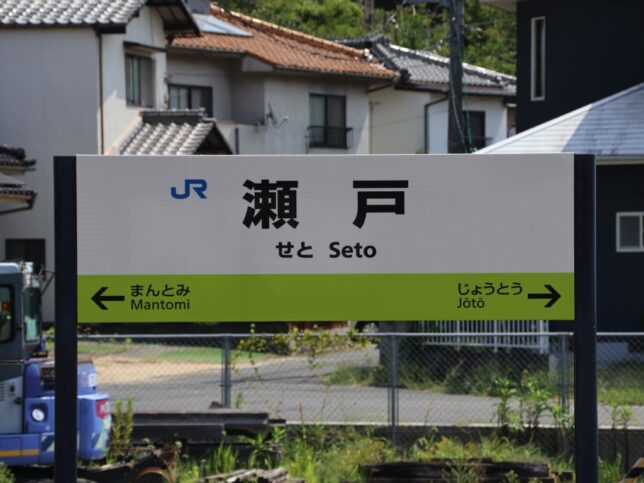 JR 瀬戸
せと Seto
← まんとみ じょうとう →
Mantomi Jōtō